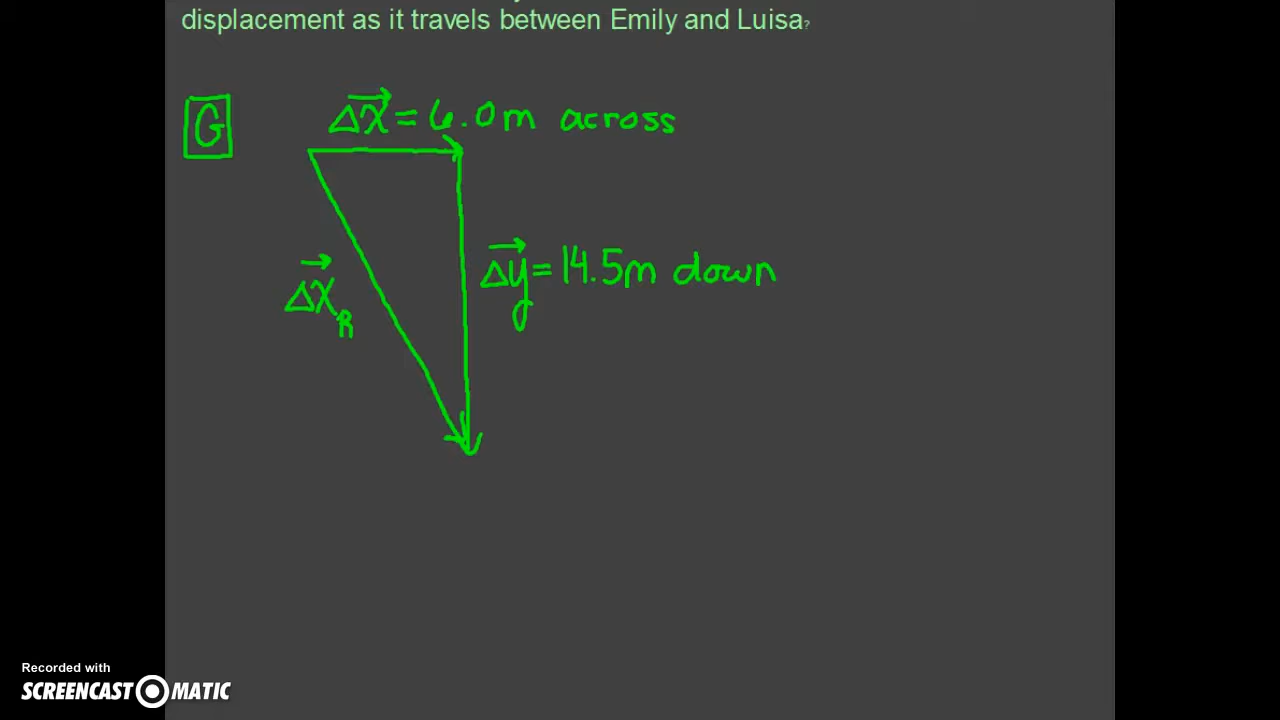 displacement as it travels between Emily and Luisa?
G
Δx = 6.0m across
Δy = 14.5m down
Δx_R
Recorded with
SCREENCAST MATIC